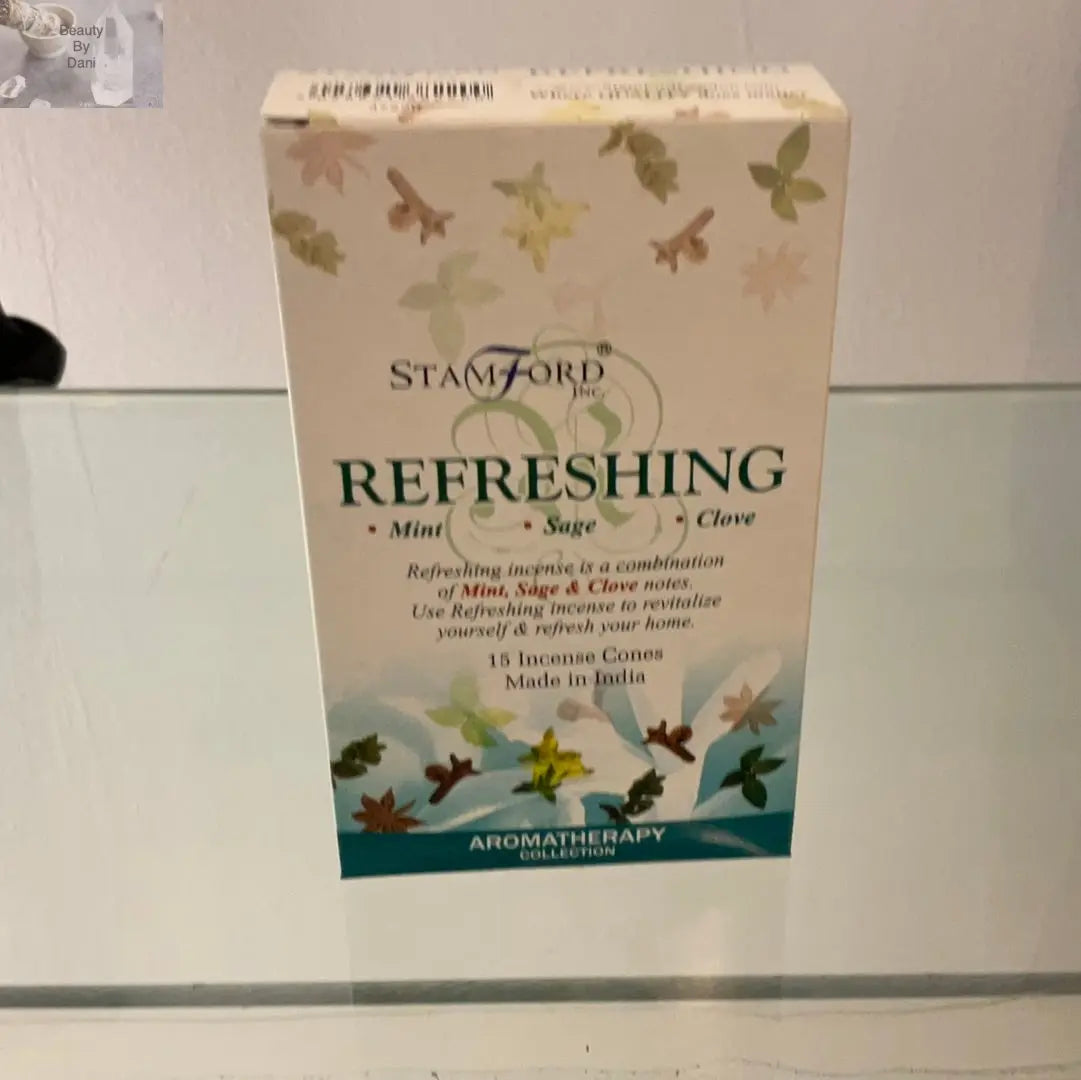 Beauty
By
Dani
STAMFORD®
INC.
REFRESHING
• Mint • Sage • Clove
Refreshing incense is a combination
of Mint, Sage & Clove notes.
Use Refreshing incense to revitalize
yourself & refresh your home.
15 Incense Cones
Made in India
AROMATHERAPY
COLLECTION